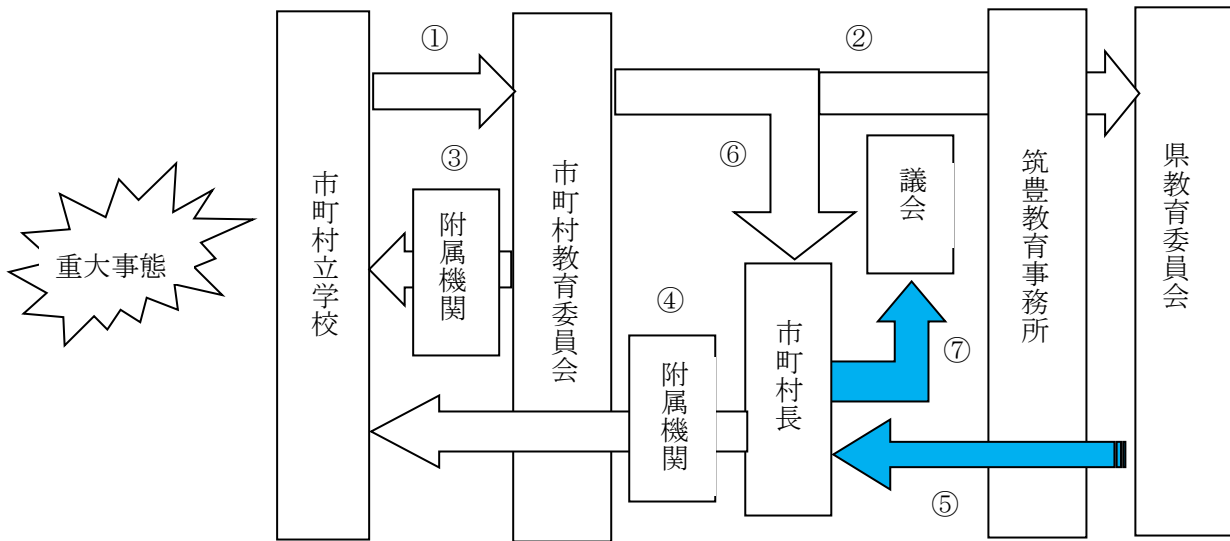 ①
②
③
⑥
重大事態
市町村立学校
附属機関
市町村教育委員会
議会
筑豊教育事務所
県教育委員会
④
附属機関
市町村長
⑦
⑤